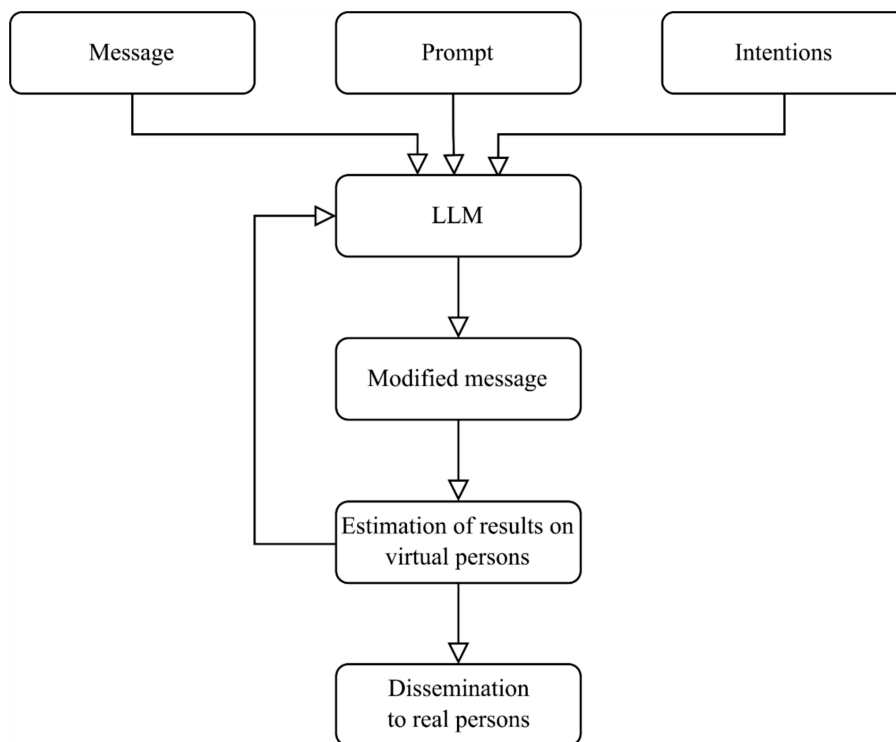 Message
Prompt
Intentions
LLM
Modified message
Estimation of results on
virtual persons
Dissemination
to real persons